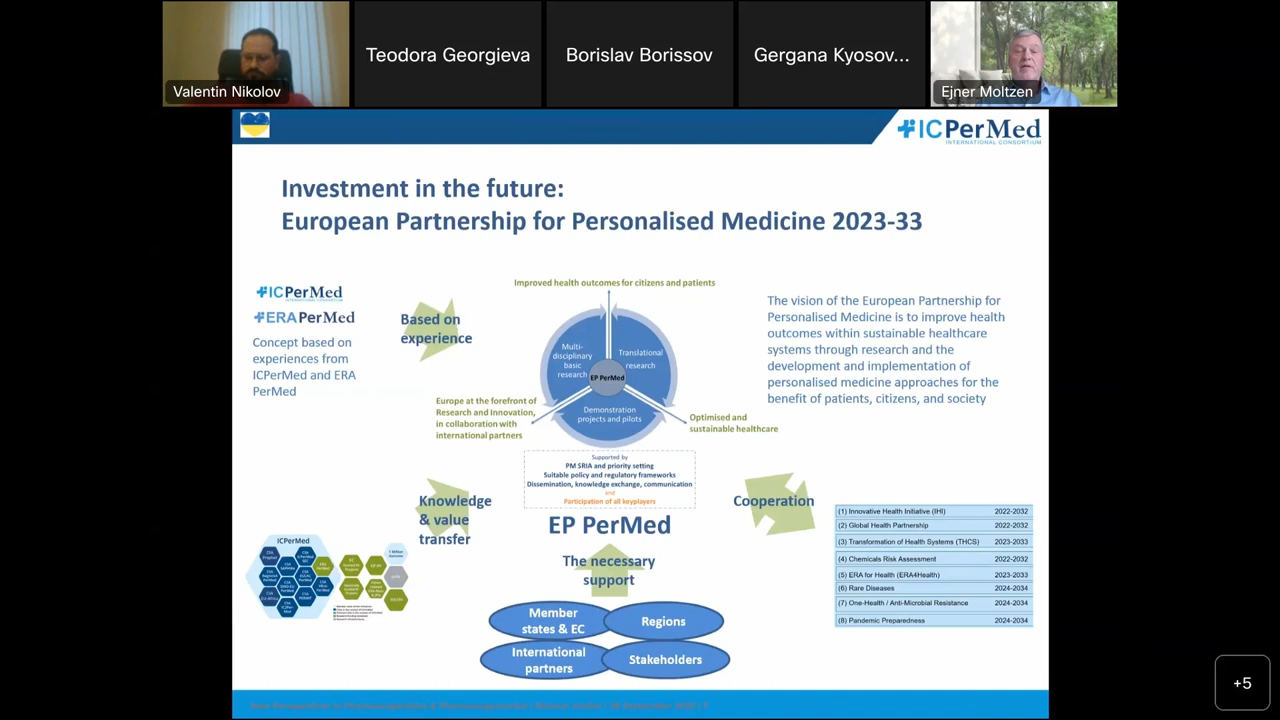 Valentin Nikolov
Teodora Georgieva
Borislav Borissov
Gergana Kyosov...
Ejner Moltzen
ICPerMed
INTERNATIONAL CONSORTIUM
Investment in the future:
European Partnership for Personalised Medicine 2023-33
ICPerMed
ERAPerMed
Concept based on
experiences from
ICPerMed and ERA
PerMed
Based on
experience
Improved health outcomes for citizens and patients
Multi-
disciplinary
basic
research
Translational
research
EP PerMed
Demonstration
projects and pilots
Europe at the forefront of
Research and Innovation,
in collaboration with
international partners
Optimised and
sustainable healthcare
The vision of the European Partnership for
Personalised Medicine is to improve health
outcomes within sustainable healthcare
systems through research and the
development and implementation of
personalised medicine approaches for the
benefit of patients, citizens, and society
Supported by
PM SRIA and priority setting
Suitable policy and regulatory frameworks
Dissemination, knowledge exchange, communication
and
Participation of all keyplayers
Knowledge
& value
transfer
EP PerMed
Cooperation
The necessary
support
Member
states & EC
Regions
International
partners
Stakeholders
ICPerMed
(1) Innovative Health Initiative (IHI) 2022-2032
(2) Global Health Partnership 2022-2032
(3) Transformation of Health Systems (THCS) 2023-2033
(4) Chemicals Risk Assessment 2022-2032
(5) ERA for Health (ERA4Health) 2023-2033
(6) Rare Diseases 2024-2034
(7) One-Health / Anti-Microbial Resistance 2024-2034
(8) Pandemic Preparedness 2024-2034
+5